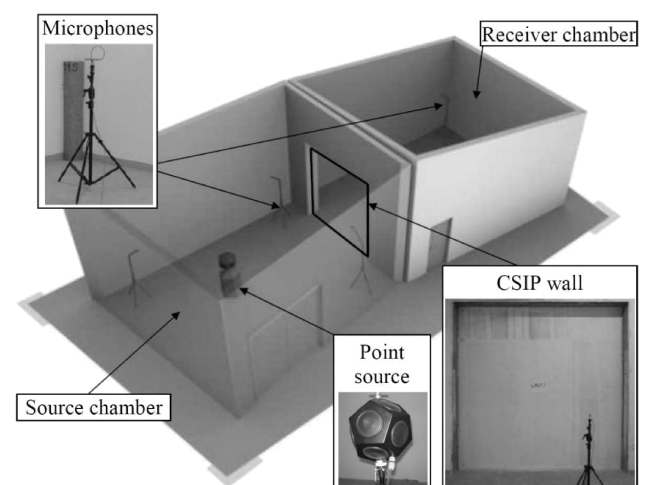 Microphones
Receiver chamber
CSIP wall
Point
source
Source chamber